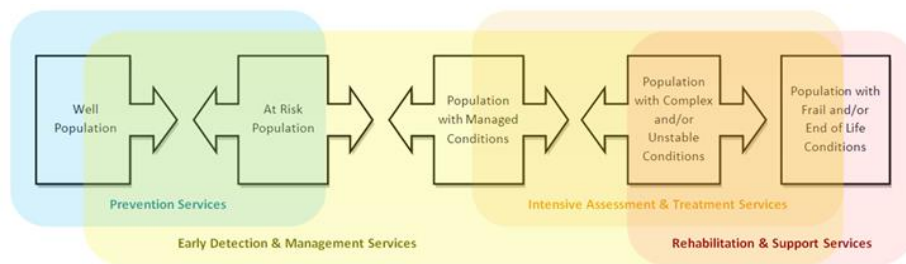 Well
Population
At Risk
Population
Population
with Managed
Conditions
Population
with Complex
and/or
Unstable
Conditions
Population with
Frail and/or
End of Life
Conditions
Prevention Services
Intensive Assessment & Treatment Services
Early Detection & Management Services
Rehabilitation & Support Services